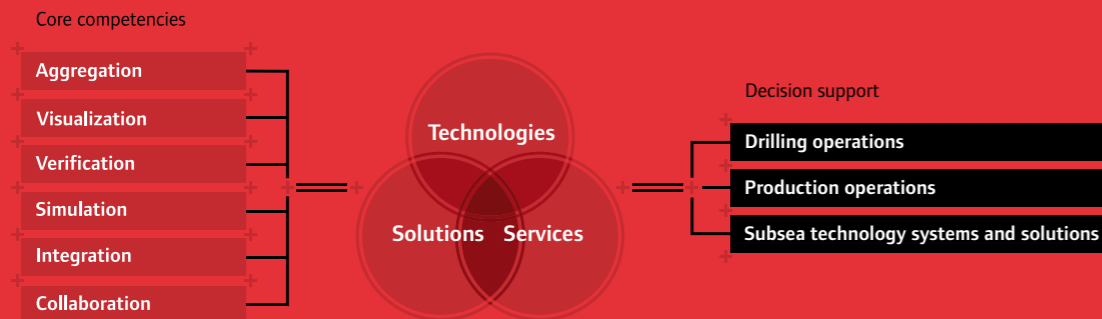 Core competencies
Aggregation
Visualization
Verification
Simulation
Integration
Collaboration
Technologies
Solutions
Services
Decision support
Drilling operations
Production operations
Subsea technology systems and solutions